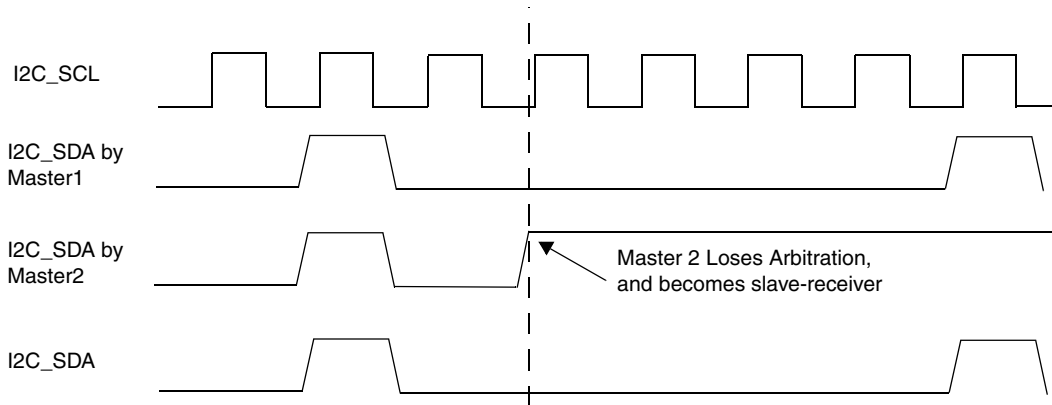 I2C_SCL
I2C_SDA by
Master1
I2C_SDA by
Master2
Master 2 Loses Arbitration,
and becomes slave-receiver
I2C_SDA